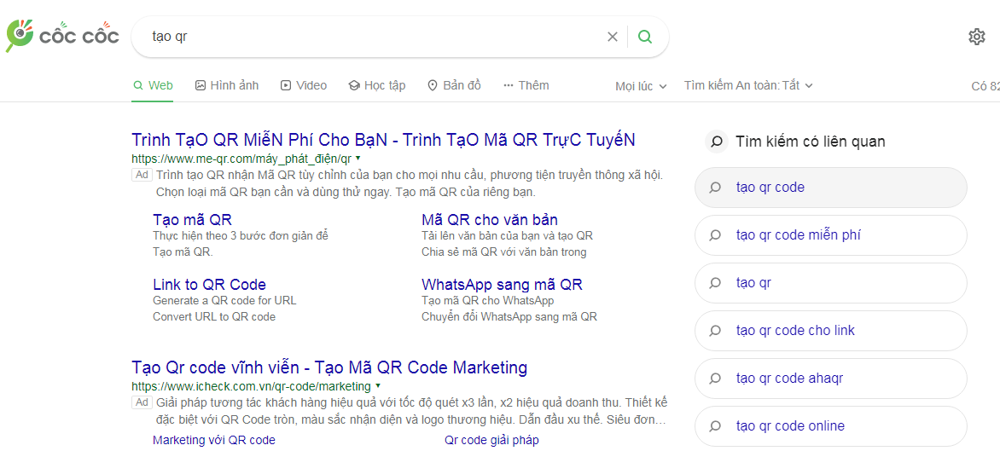 cốc cốc
tạo qr
Web
Hình ảnh
Video
Học tập
Bản đồ
Thêm
Mọi lúc
Tìm kiếm An toàn: Tắt
Có 82
Trình TạO QR MiễN Phí Cho BạN - Trình TạO Mã QR TrựC TuyếN
https://www.me-qr.com/máy_phát_điện/qr
Ad Trình tạo QR nhận Mã QR tùy chỉnh của bạn cho mọi nhu cầu, phương tiện truyền thông xã hội.
Chọn loại mã QR bạn cần và dùng thử ngay. Tạo mã QR của riêng bạn.
Tạo mã QR
Thực hiện theo 3 bước đơn giản để
Tạo mã QR.
Mã QR cho văn bản
Tải lên văn bản của bạn và tạo QR
Chia sẻ mã QR với văn bản trong
Link to QR Code
Generate a QR code for URL
Convert URL to QR code
WhatsApp sang mã QR
Tạo mã QR cho WhatsApp
Chuyển đổi WhatsApp sang mã QR
Tạo Qr code vĩnh viễn - Tạo Mã QR Code Marketing
https://www.icheck.com.vn/qr-code/marketing
Ad Giải pháp tương tác khách hàng hiệu quả với tốc độ quét x3 lần, x2 hiệu quả doanh thu. Thiết kế
đặc biệt với QR Code tròn, màu sắc nhận diện và logo thương hiệu. Dẫn đầu xu thế. Siêu đơn…
Marketing với QR code
Qr code giải pháp
Tìm kiếm có liên quan
tạo qr code
tạo qr code miễn phí
tạo qr
tạo qr code cho link
tạo qr code ahaqr
tạo qr code online